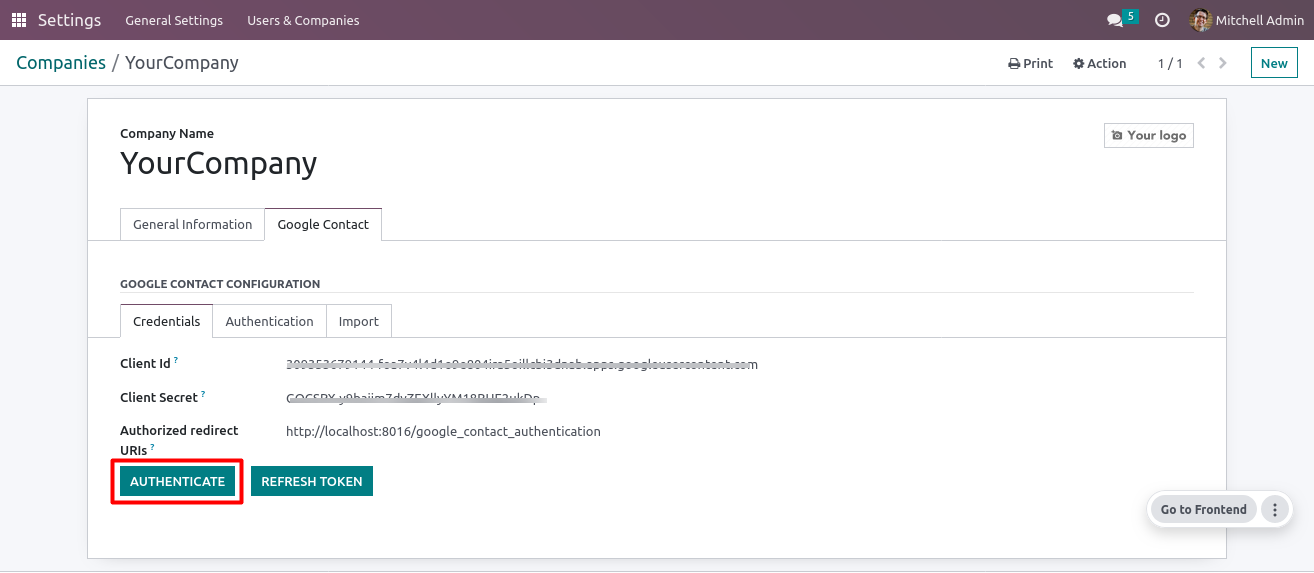 Settings General Settings Users & Companies 5 Mitchell Admin
Companies / YourCompany Print Action 1 / 1 New
Company Name
Your logo
YourCompany
General Information Google Contact
GOOGLE CONTACT CONFIGURATION
Credentials Authentication Import
Client Id ?
Client Secret ?
Authorized redirect
URIs ?
http://localhost:8016/google_contact_authentication
AUTHENTICATE REFRESH TOKEN
Go to Frontend